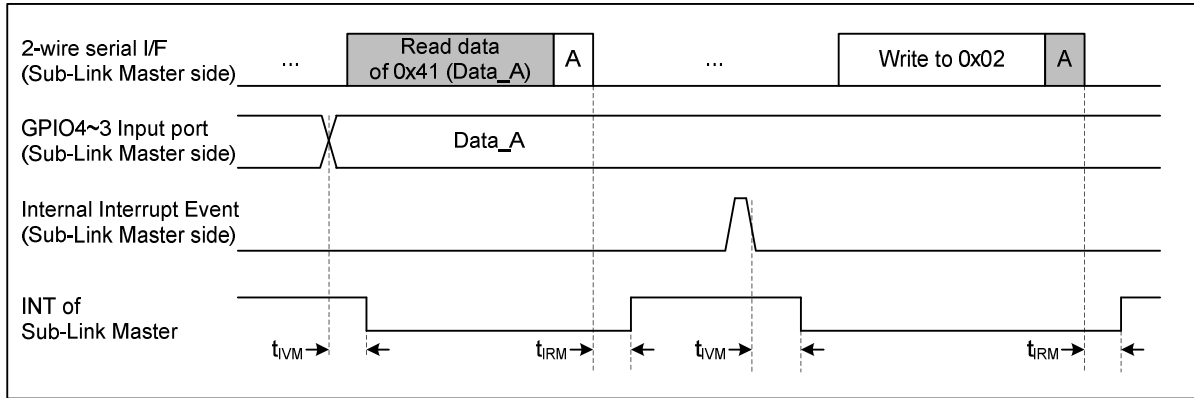 2-wire serial I/F
(Sub-Link Master side)
...
Read data
of 0x41 (Data_A)
A
...
Write to 0x02
A
GPIO4~3 Input port
(Sub-Link Master side)
Data_A
Internal Interrupt Event
(Sub-Link Master side)
INT of
Sub-Link Master
tIVM
tIRM
tIVM
tIRM